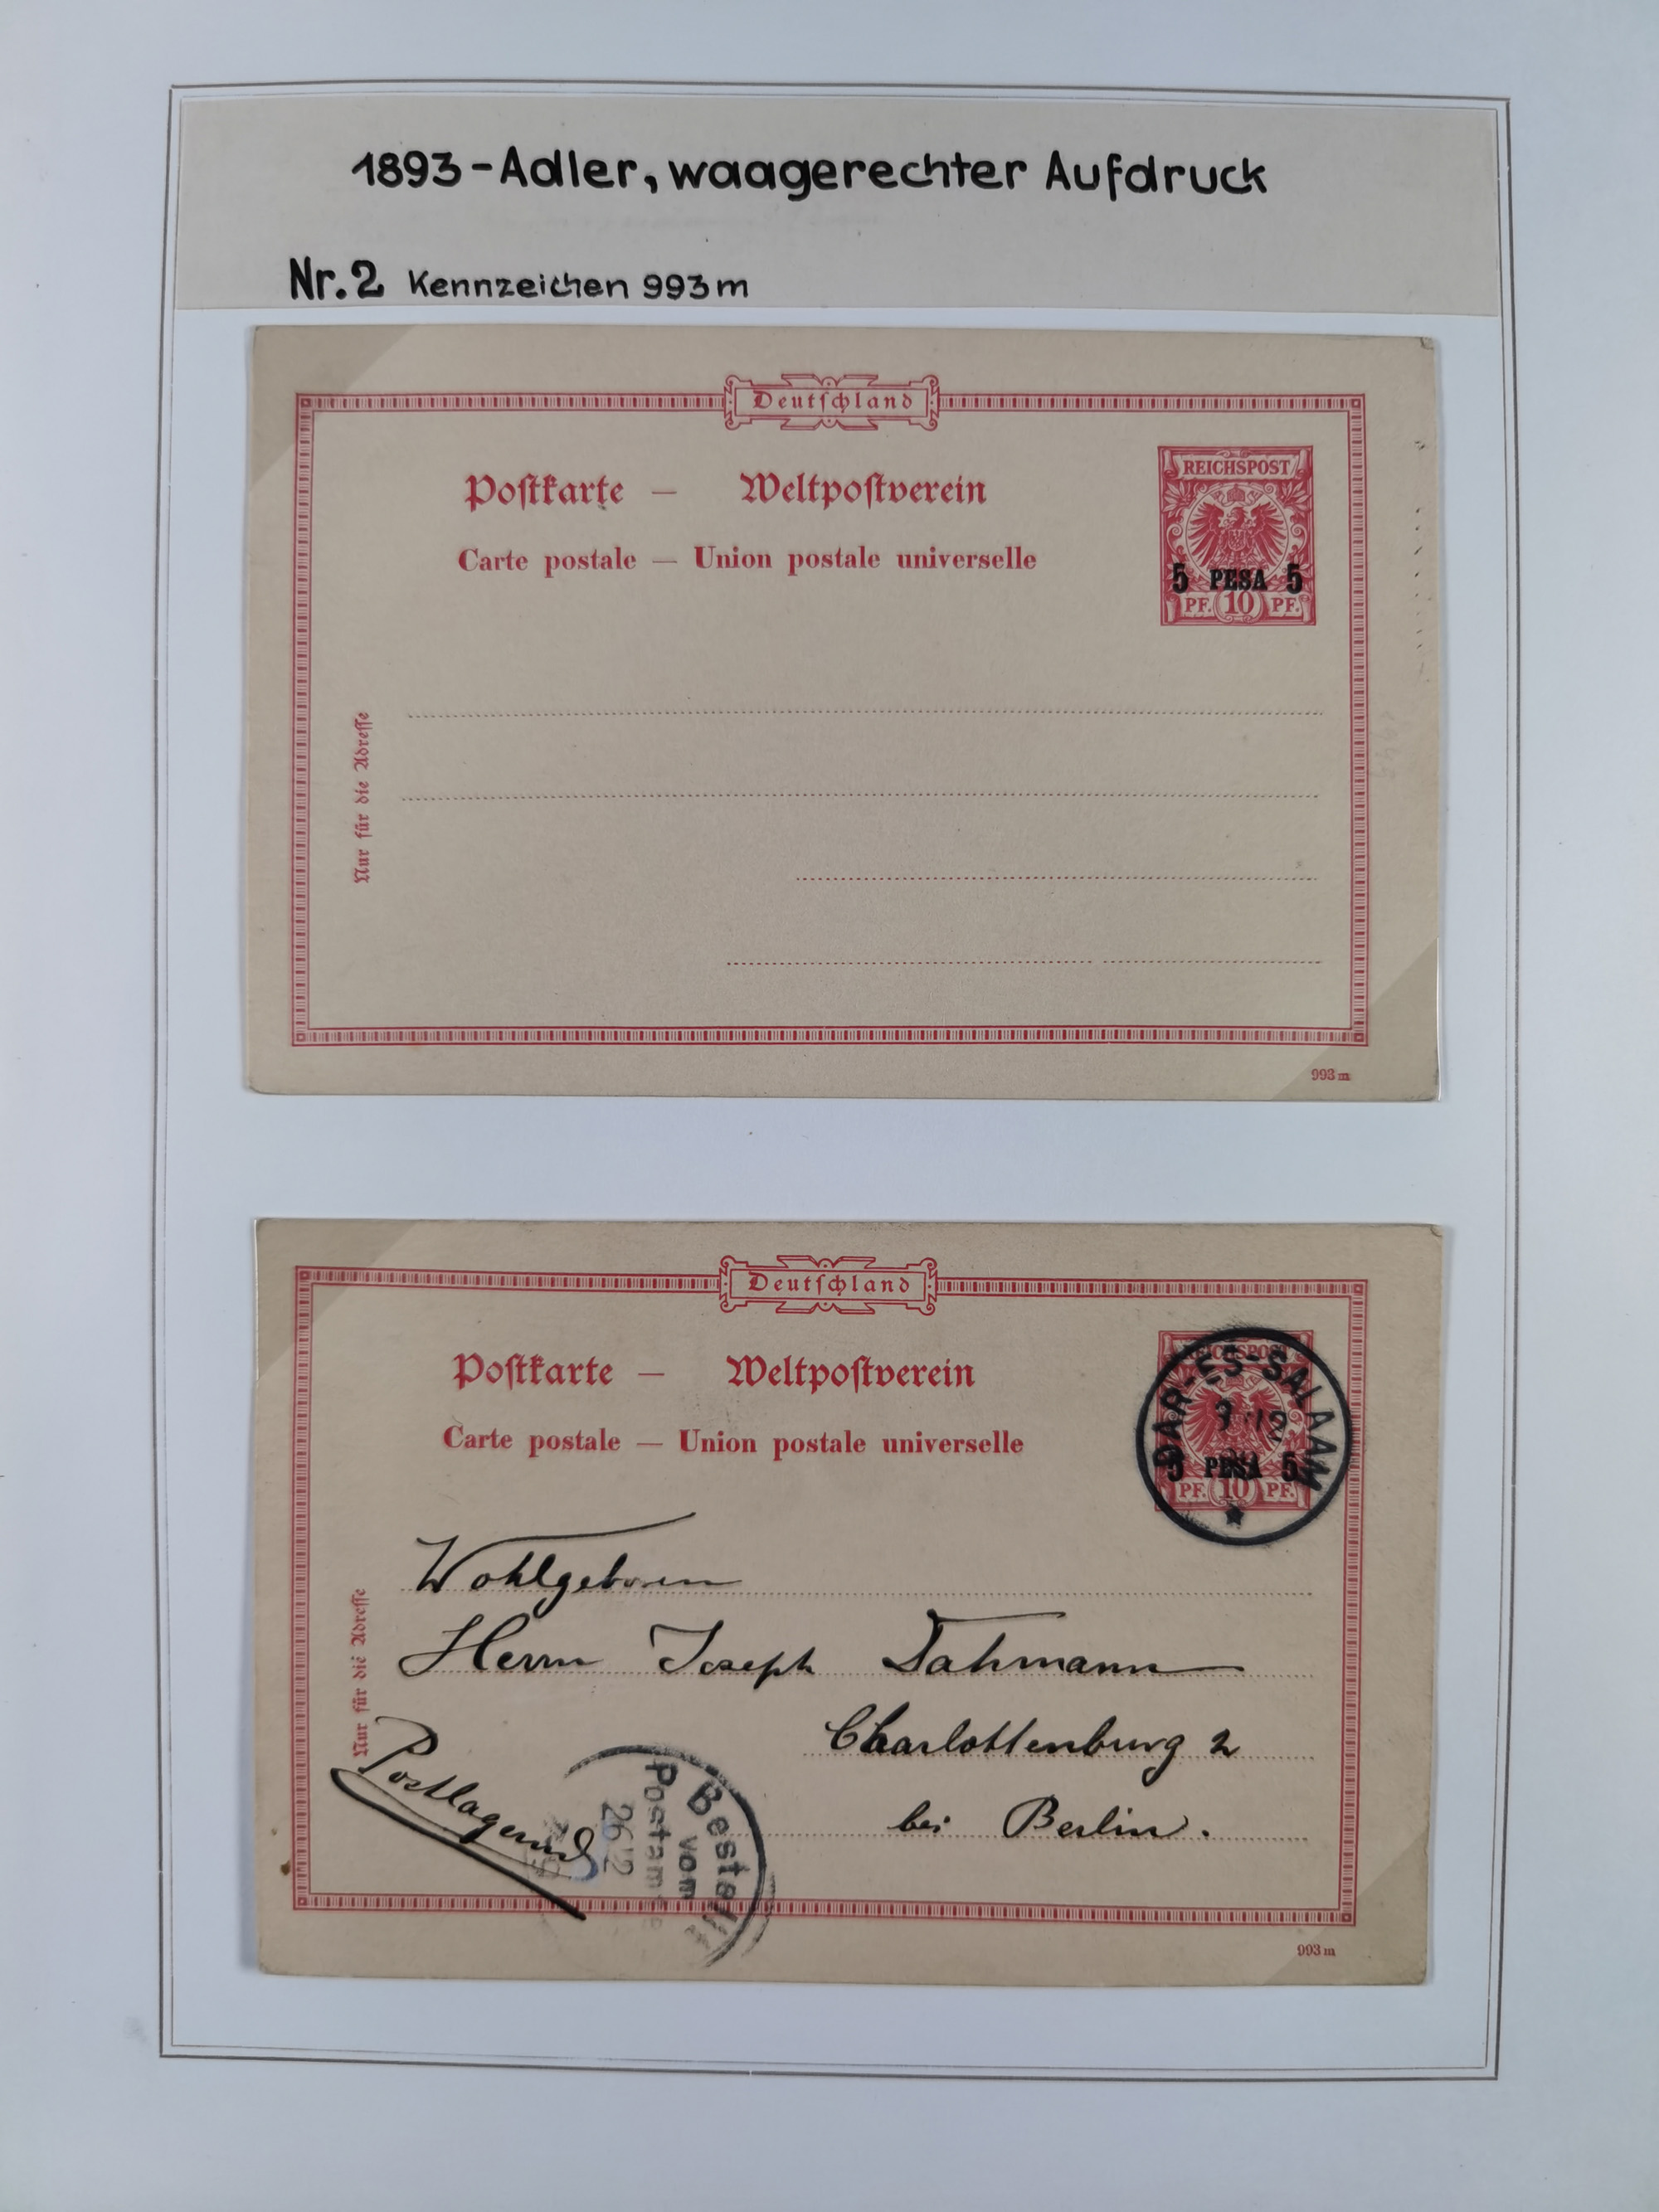 1893-Adler, waagerechter Aufdruck
Nr.2 Kennzeichen 993m
Deutſchland
Poſtkarte — Weltpoſtverein
Carte postale — Union postale universelle
REICHSPOST
5 PESA 5
PF. 10 PF.
Nur für die Adreſſe
993 m
Deutſchland
Poſtkarte — Weltpoſtverein
Carte postale — Union postale universelle
REICHSPOST
DAR-ES-SALAAM
5 PESA 5
PF. 10 PF.
Wohlgeboren
Herrn Joseph Dahmann
Charlottenburg 2
bei Berlin.
Nur für die Adreſſe
Postlagernd
Bestellt
vom
Postamte
26 12
993 m